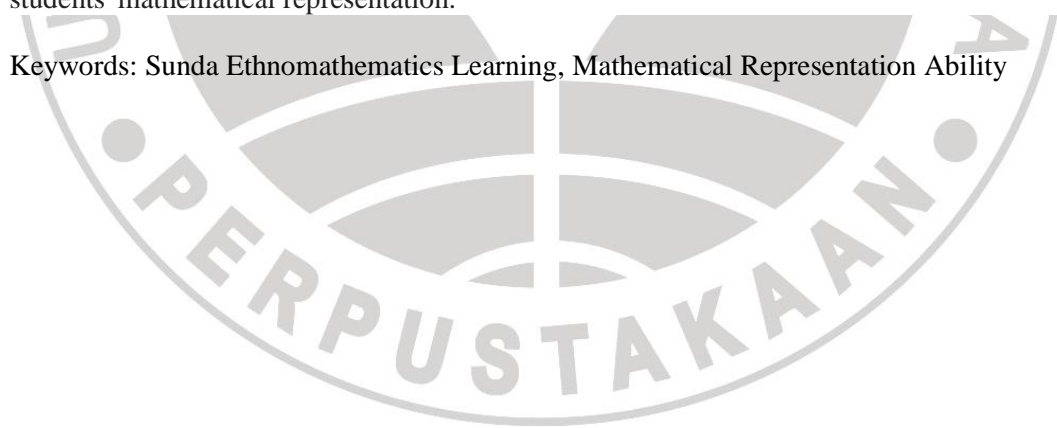 students' mathematical representation.
Keywords: Sunda Ethnomathematics Learning, Mathematical Representation Ability
PERPUSTAKAAN